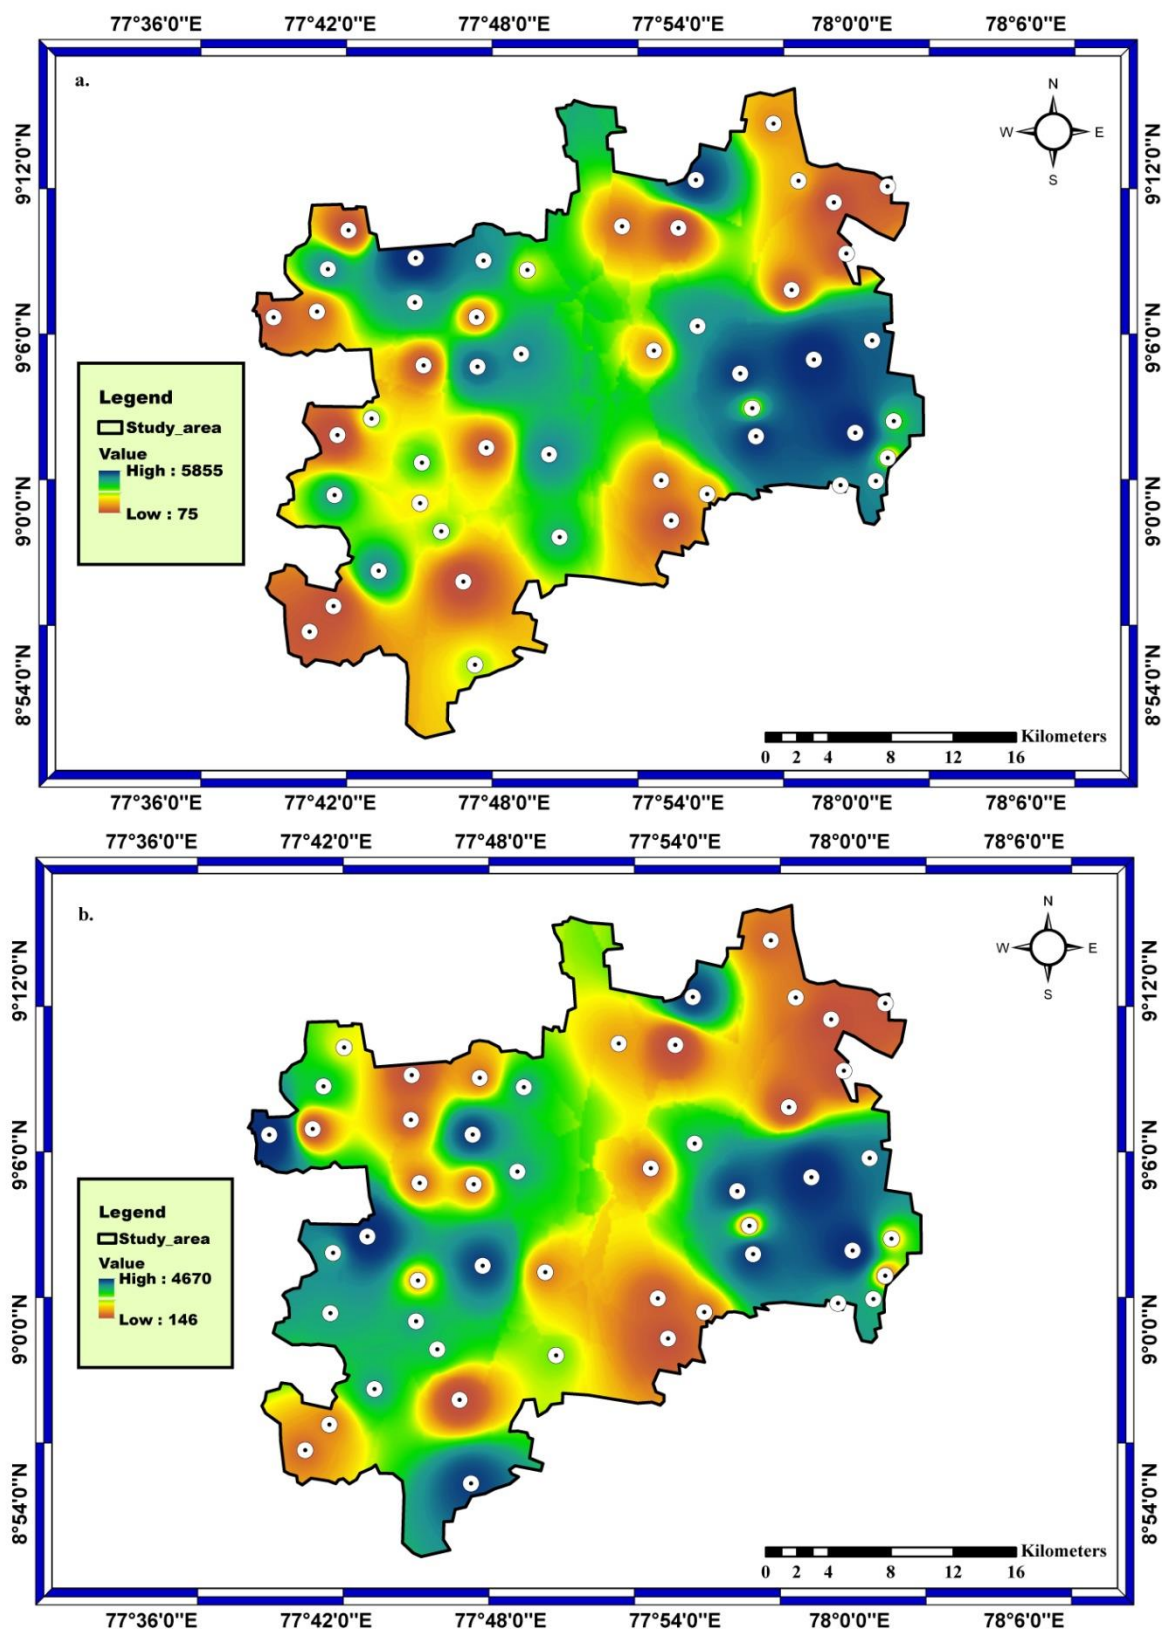 77°36'0"E 77°42'0"E 77°48'0"E 77°54'0"E 78°0'0"E 78°6'0"E
a.
N
W E
S
9°12'0"N 9°12'0"N
9°6'0"N 9°6'0"N
Legend
Study_area
Value
High : 5855
Low : 75
9°0'0"N 9°0'0"N
8°54'0"N 8°54'0"N
Kilometers
0 2 4 8 12 16
77°36'0"E 77°42'0"E 77°48'0"E 77°54'0"E 78°0'0"E 78°6'0"E
77°36'0"E 77°42'0"E 77°48'0"E 77°54'0"E 78°0'0"E 78°6'0"E
b.
N
W E
S
9°12'0"N 9°12'0"N
9°6'0"N 9°6'0"N
Legend
Study_area
Value
High : 4670
Low : 146
9°0'0"N 9°0'0"N
8°54'0"N 8°54'0"N
Kilometers
0 2 4 8 12 16
77°36'0"E 77°42'0"E 77°48'0"E 77°54'0"E 78°0'0"E 78°6'0"E